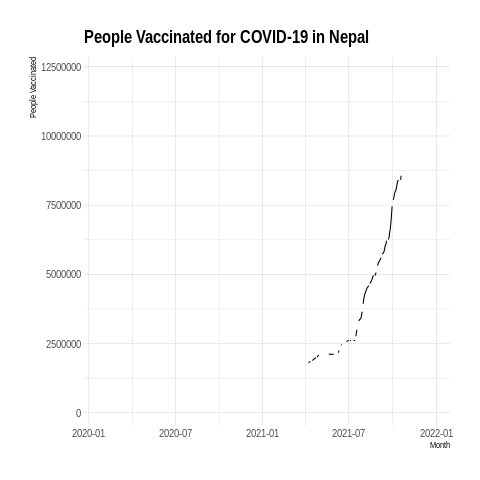 People Vaccinated for COVID-19 in Nepal
People Vaccinated
12500000
10000000
7500000
5000000
2500000
0
2020-01 2020-07 2021-01 2021-07 2022-01
Month